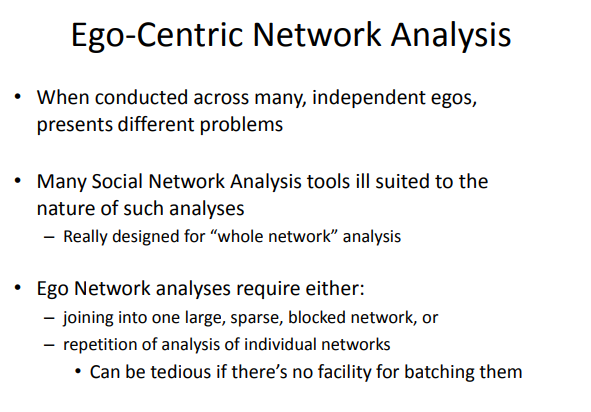 Ego-Centric Network Analysis
• When conducted across many, independent egos,
presents different problems
• Many Social Network Analysis tools ill suited to the
nature of such analyses
– Really designed for “whole network” analysis
• Ego Network analyses require either:
– joining into one large, sparse, blocked network, or
– repetition of analysis of individual networks
• Can be tedious if there’s no facility for batching them